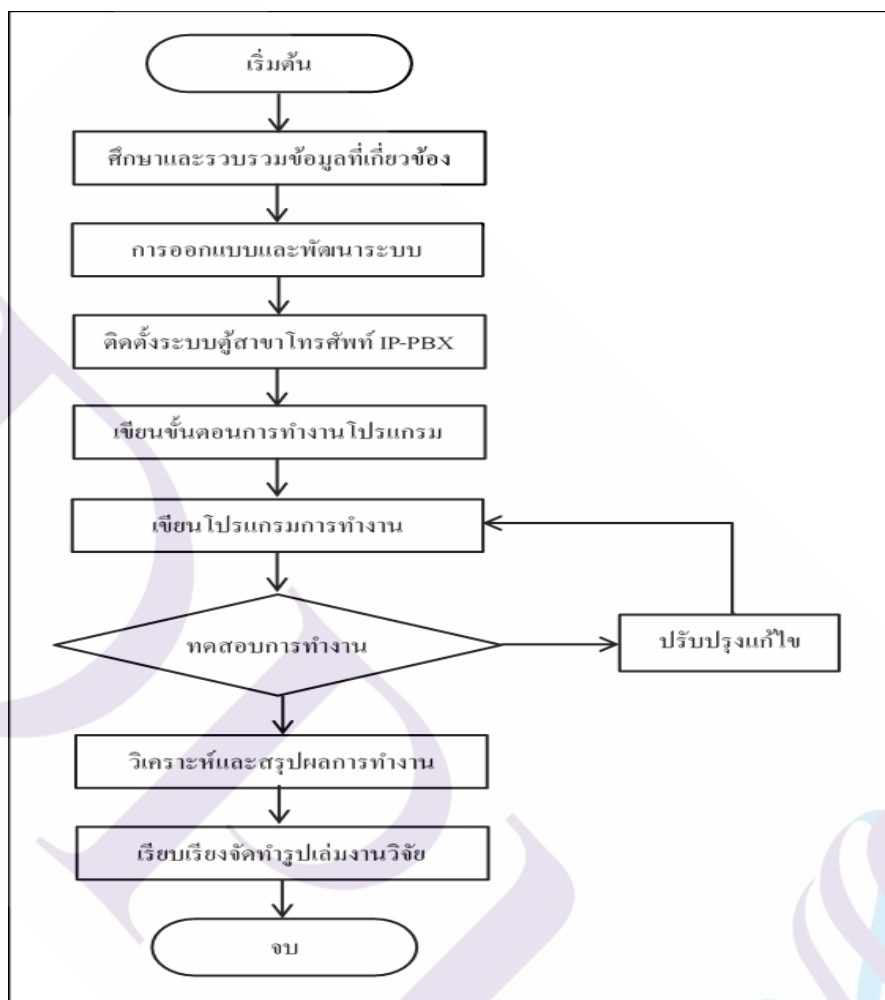 เริ่มต้น
ศึกษาและรวบรวมข้อมูลที่เกี่ยวข้อง
การออกแบบและพัฒนาระบบ
ติดตั้งระบบตู้สาขาโทรศัพท์ IP-PBX
เขียนขั้นตอนการทำงานโปรแกรม
เขียนโปรแกรมการทำงาน
ทดสอบการทำงาน
ปรับปรุงแก้ไข
วิเคราะห์และสรุปผลการทำงาน
เรียบเรียงจัดทำรูปเล่มงานวิจัย
จบ